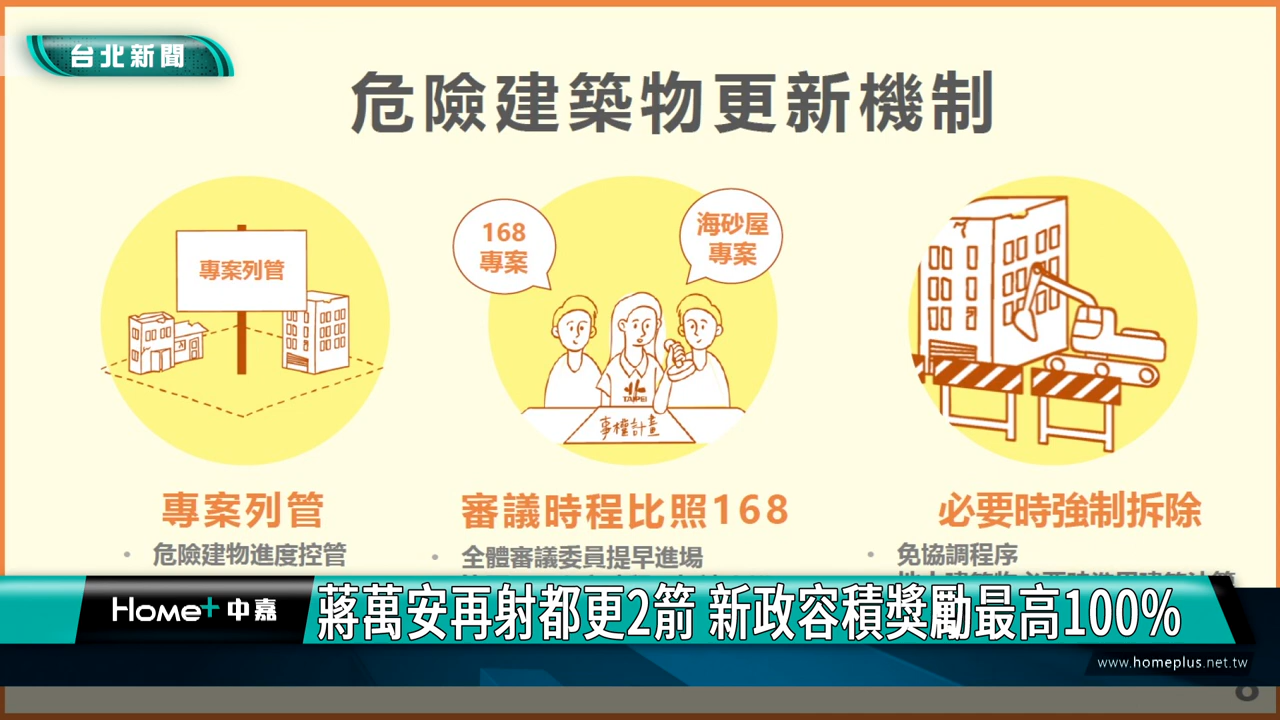 台北新聞
危險建築物更新機制
專案列管
168
專案
海砂屋
專案
TAIPEI
事權計畫
專案列管
• 危險建物進度控管
審議時程比照168
• 全體審議委員提早進場
必要時強制拆除
• 免協調程序
Home+中嘉
蔣萬安再射都更2箭 新政容積獎勵最高100%
www.homeplus.net.tw